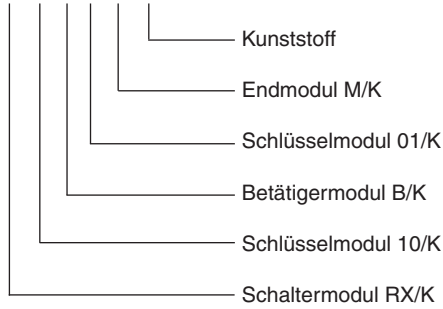 Kunststoff
Endmodul M/K
Schlüsselmodul 01/K
Betätigermodul B/K
Schlüsselmodul 10/K
Schaltermodul RX/K